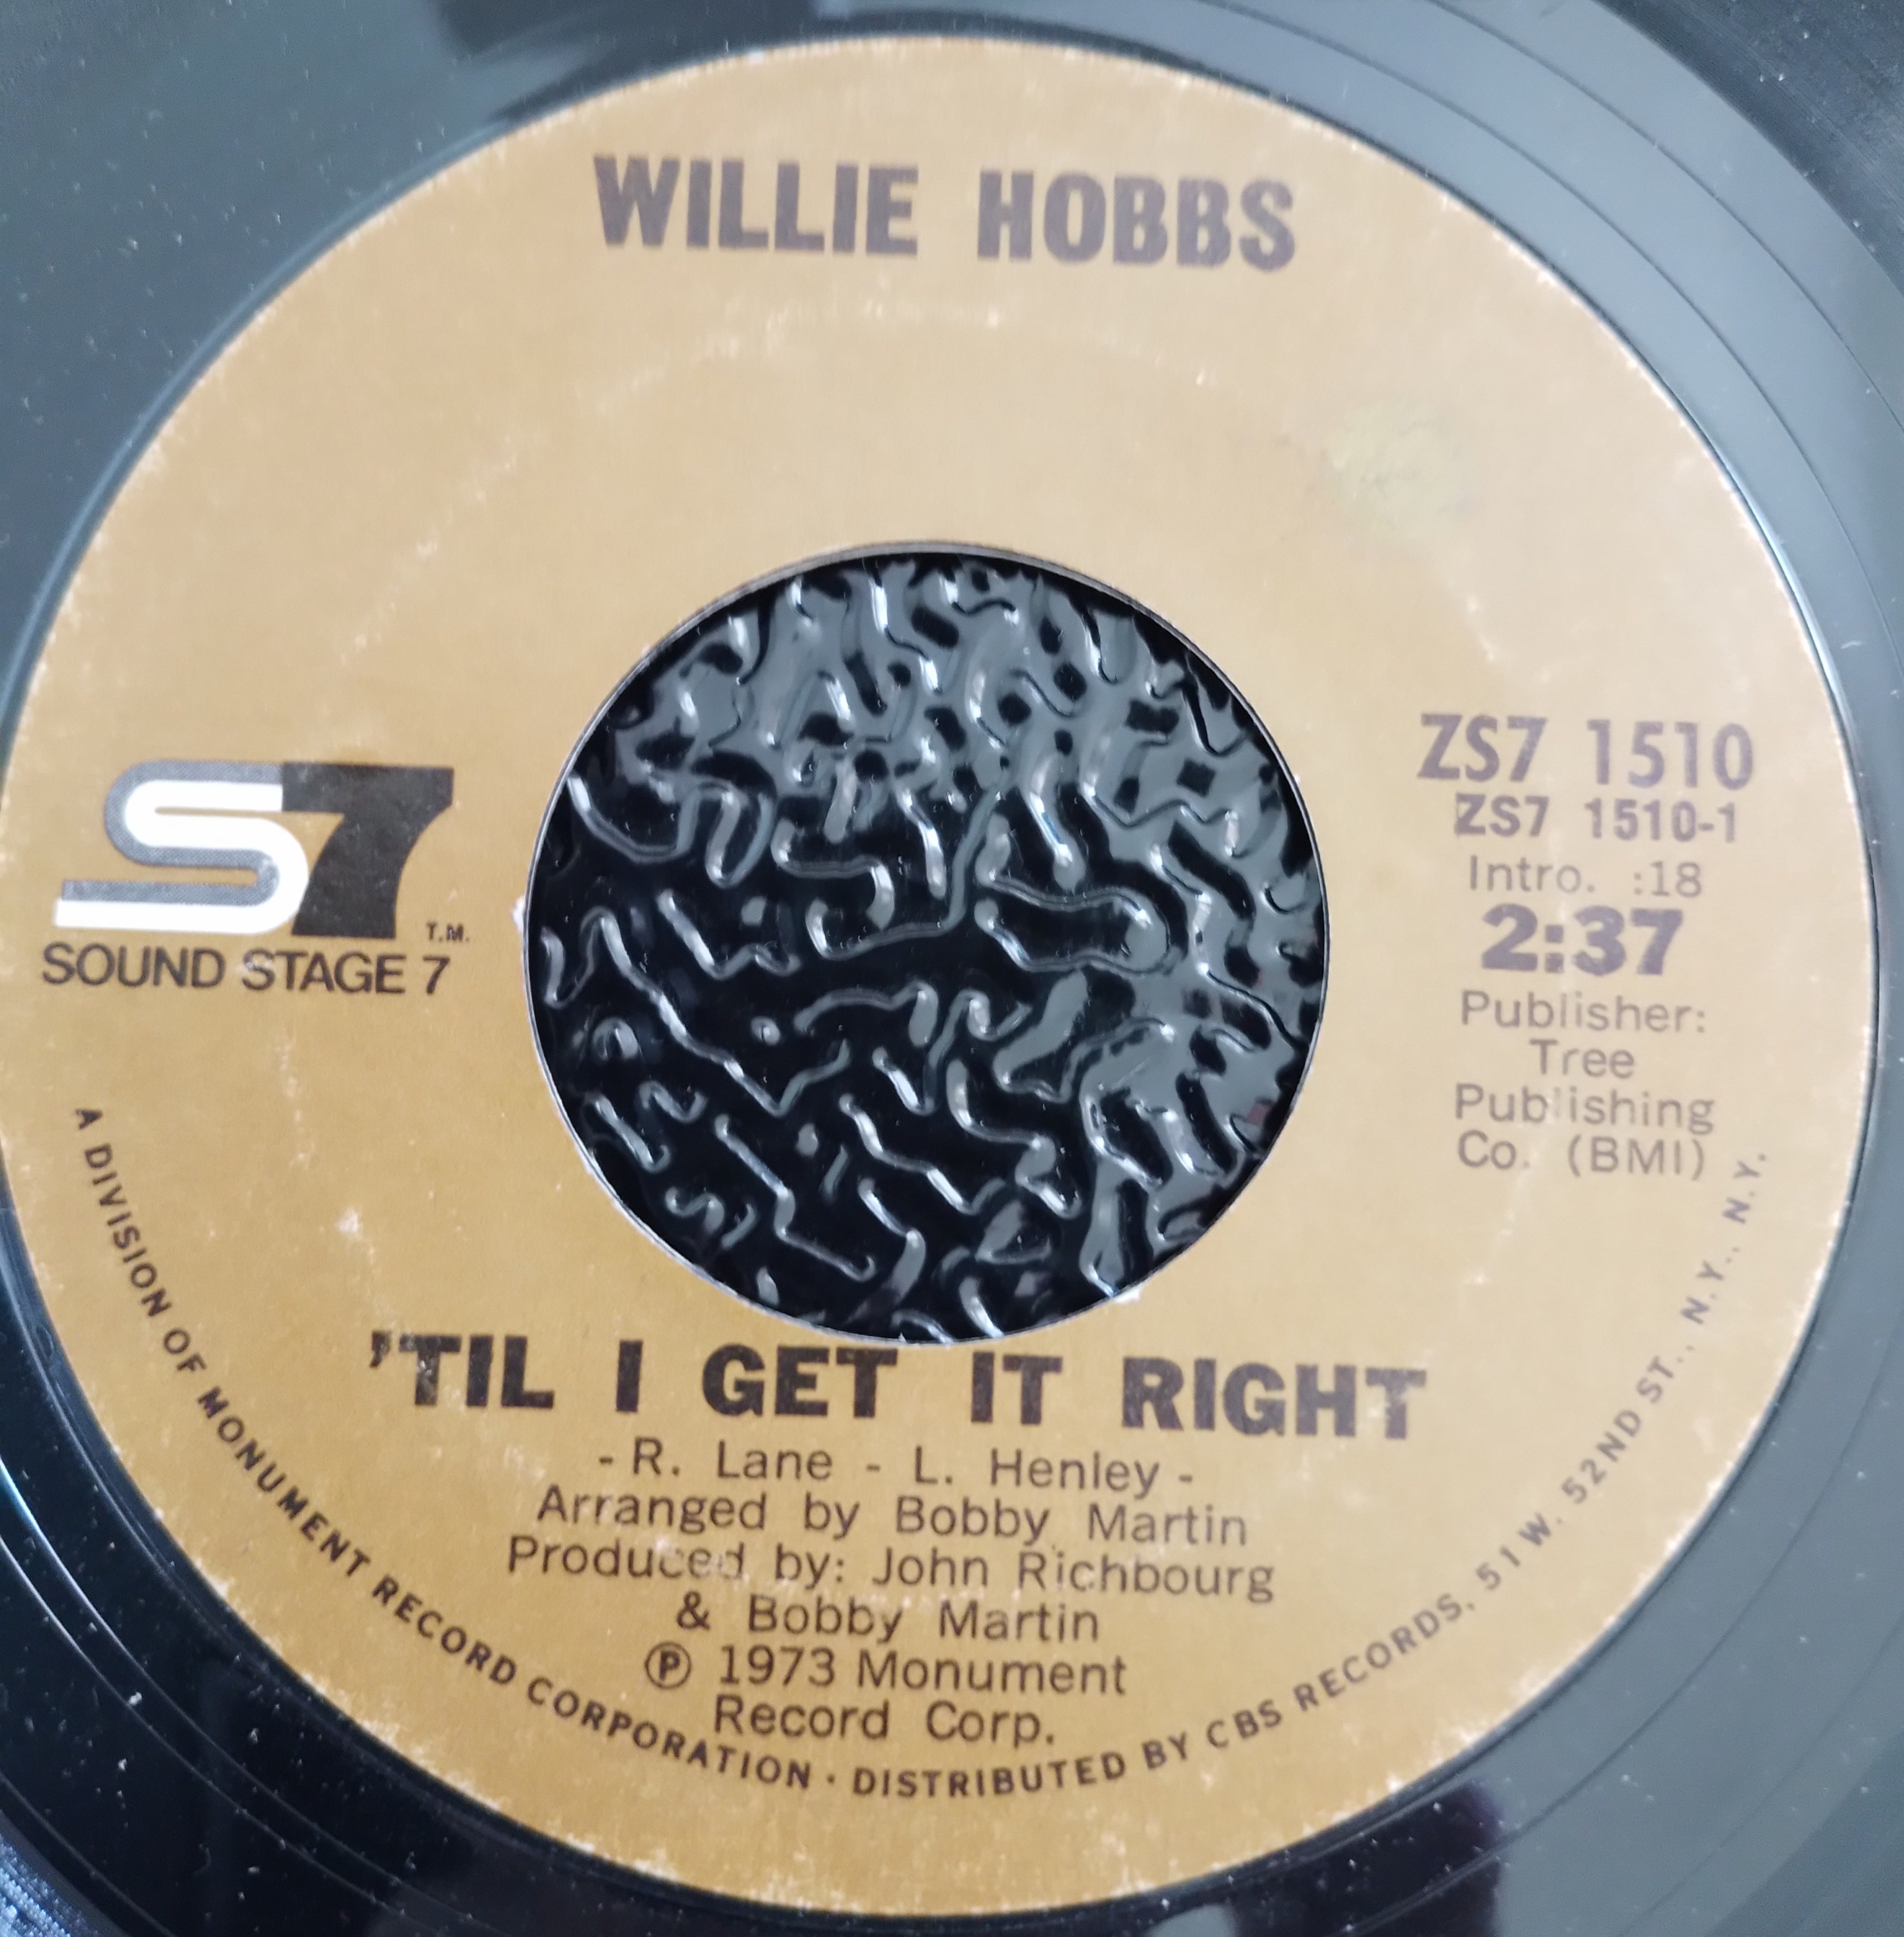 WILLIE HOBBS
S7
T.M.
SOUND STAGE 7
ZS7 1510
ZS7 1510-1
Intro. :18
2:37
Publisher:
Tree
Publishing
Co. (BMI)
'TIL I GET IT RIGHT
- R. Lane - L. Henley -
Arranged by Bobby Martin
Produced by: John Richbourg
& Bobby Martin
Ⓟ 1973 Monument
Record Corp.
A DIVISION OF MONUMENT RECORD CORPORATION · DISTRIBUTED BY CBS RECORDS, 51 W. 52ND ST., N.Y., N.Y.